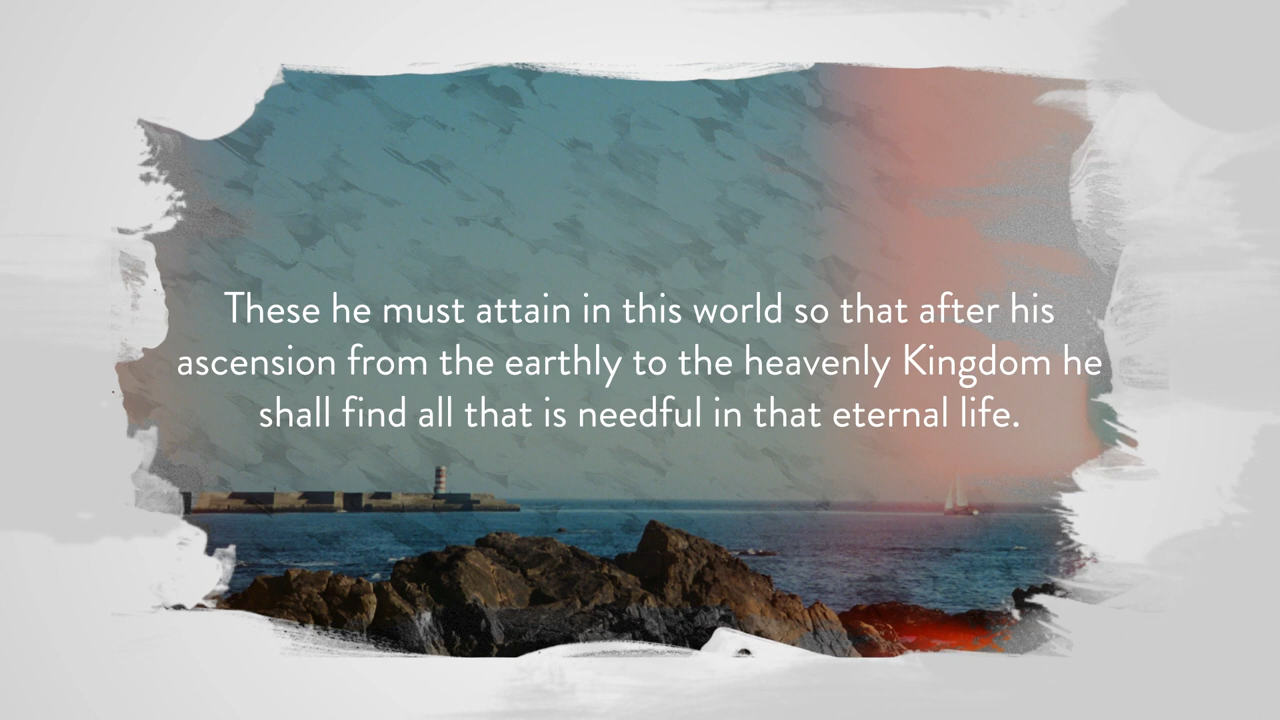 These he must attain in this world so that after his
ascension from the earthly to the heavenly Kingdom he
shall find all that is needful in that eternal life.